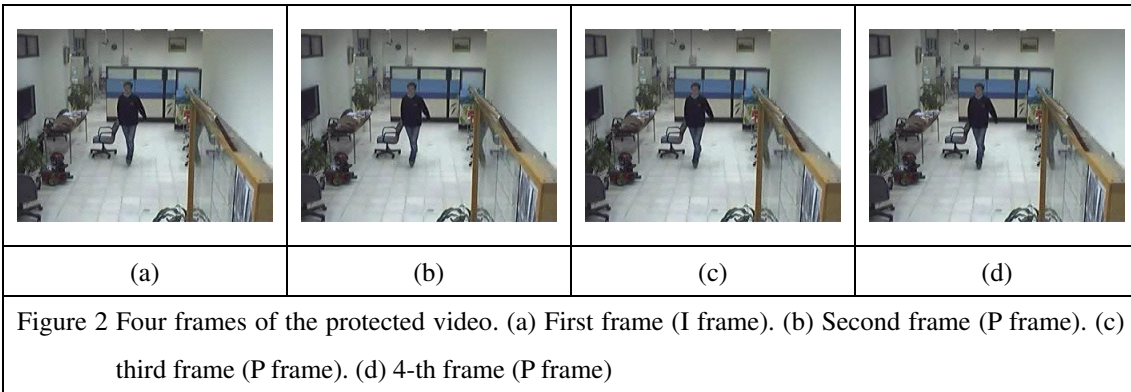 (a) (b) (c) (d)
Figure 2 Four frames of the protected video. (a) First frame (I frame). (b) Second frame (P frame). (c)
third frame (P frame). (d) 4-th frame (P frame)